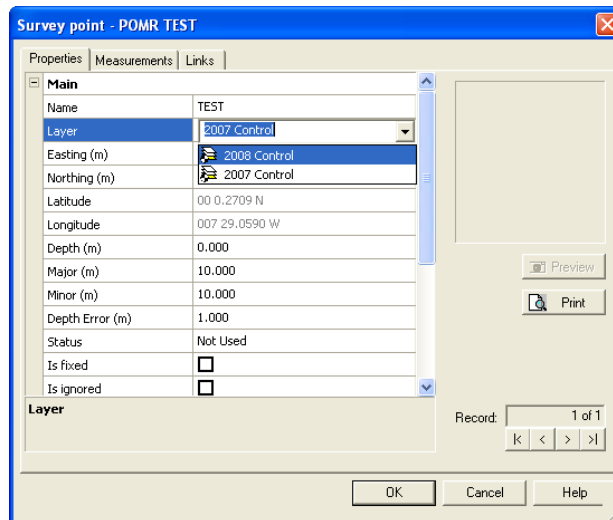 Survey point - POMR TEST
Properties Measurements Links
Main
Name TEST
Layer 2007 Control
Easting (m) 2008 Control
Northing (m) 2007 Control
Latitude 00 0.2709 N
Longitude 007 29.0590 W
Depth (m) 0.000
Major (m) 10.000
Minor (m) 10.000
Depth Error (m) 1.000
Status Not Used
Is fixed
Is ignored
Layer
Preview
Print
Record: 1 of 1
OK Cancel Help